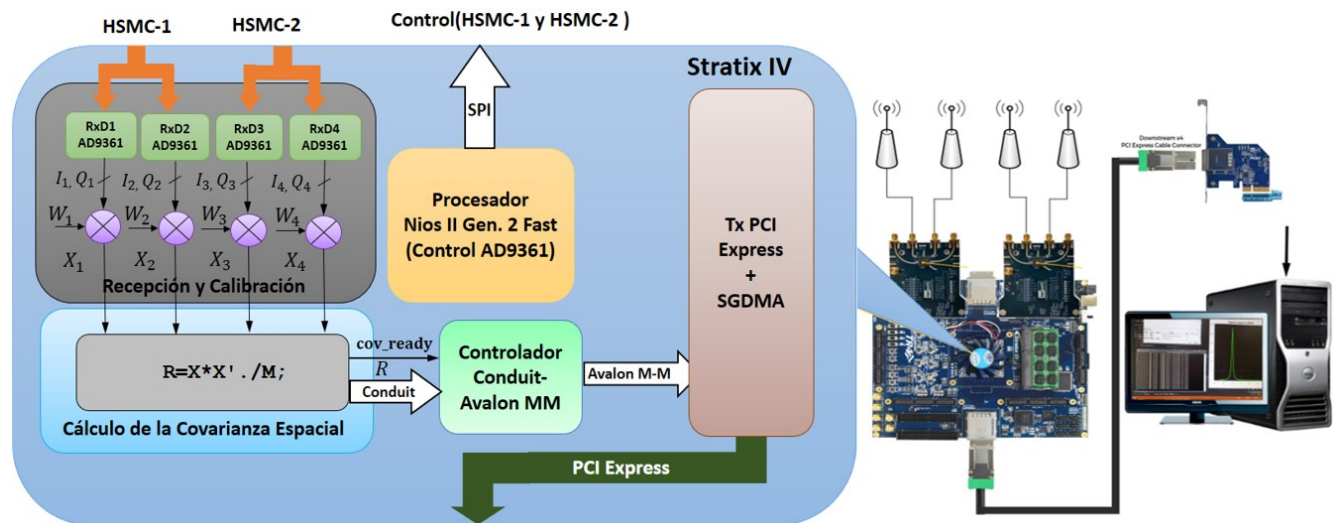 HSMC-1
HSMC-2
Control(HSMC-1 y HSMC-2 )
Stratix IV
RxD1
AD9361
RxD2
AD9361
RxD3
AD9361
RxD4
AD9361
I₁, Q₁
I₂, Q₂
I₃, Q₃
I₄, Q₄
W₁
W₂
W₃
W₄
X₁
X₂
X₃
X₄
Recepción y Calibración
SPI
Procesador
Nios II Gen. 2 Fast
(Control AD9361)
Tx PCI
Express
+
SGDMA
R=X*X'./M;
Cálculo de la Covarianza Espacial
cov_ready
R
Conduit
Controlador
Conduit-
Avalon MM
Avalon M-M
PCI Express
Downstream x4
PCI Express Cable Connector